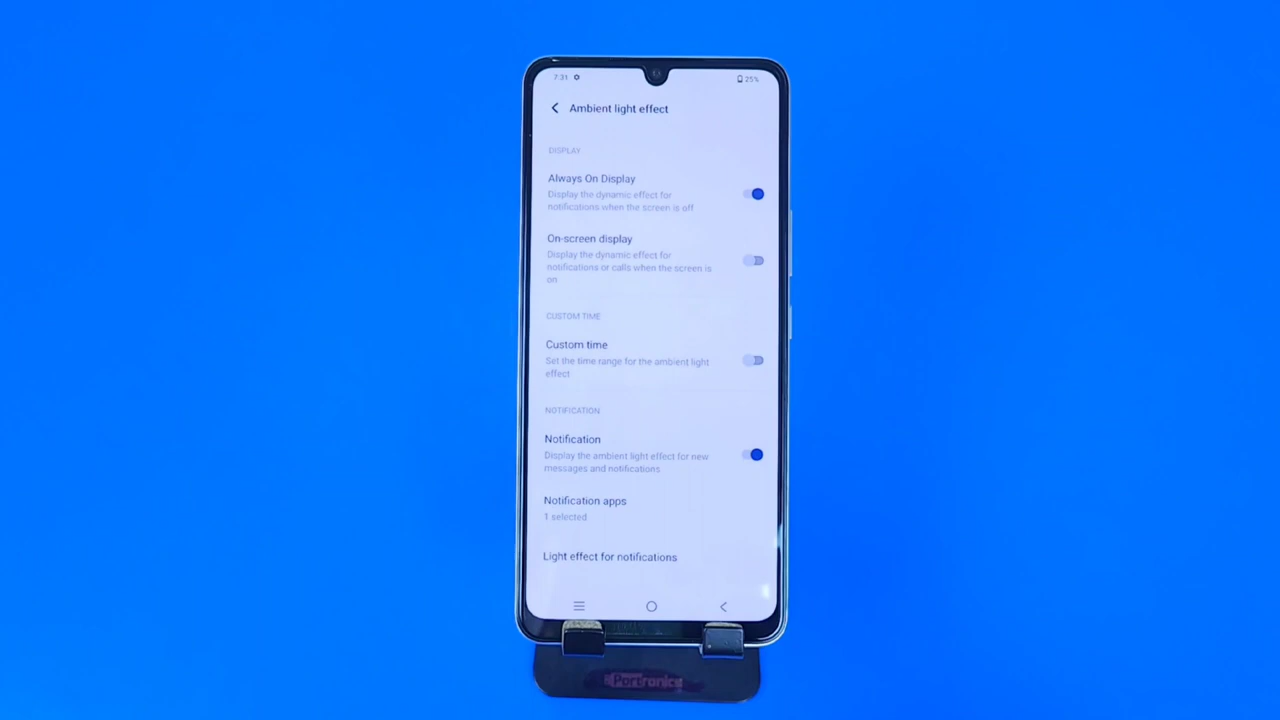 7:31 25%
Ambient light effect
DISPLAY
Always On Display
Display the dynamic effect for
notifications when the screen is off
On-screen display
Display the dynamic effect for
notifications or calls when the screen is
on
CUSTOM TIME
Custom time
Set the time range for the ambient light
effect
NOTIFICATION
Notification
Display the ambient light effect for new
messages and notifications
Notification apps
1 selected
Light effect for notifications
Portronics